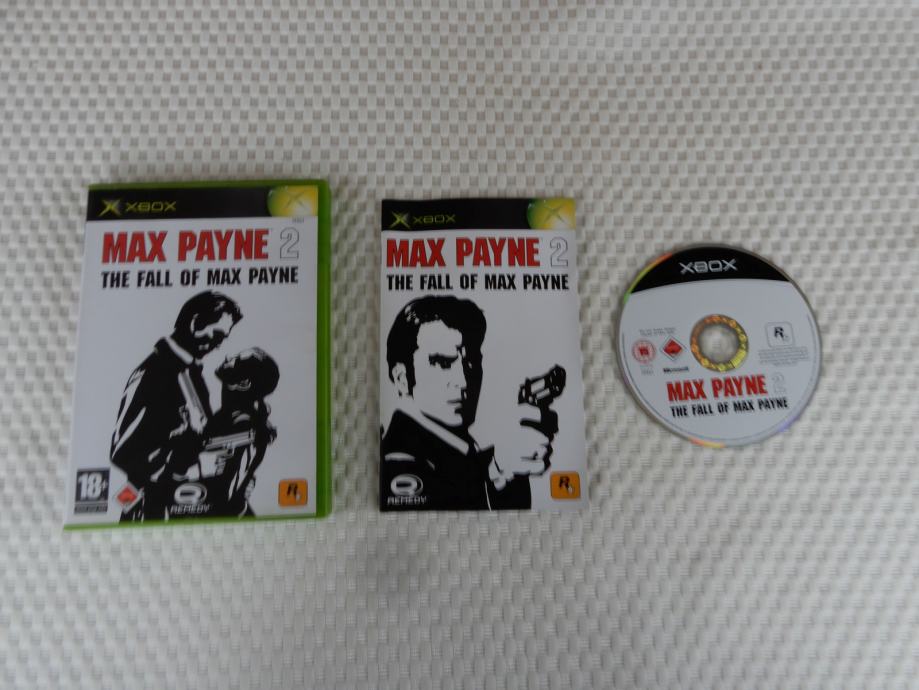 XBOX
MAX PAYNE 2
THE FALL OF MAX PAYNE
18+
REMEDY
R
XBOX
MAX PAYNE 2
THE FALL OF MAX PAYNE
REMEDY
R
XBOX
R
Microsoft
MAX PAYNE 2
THE FALL OF MAX PAYNE